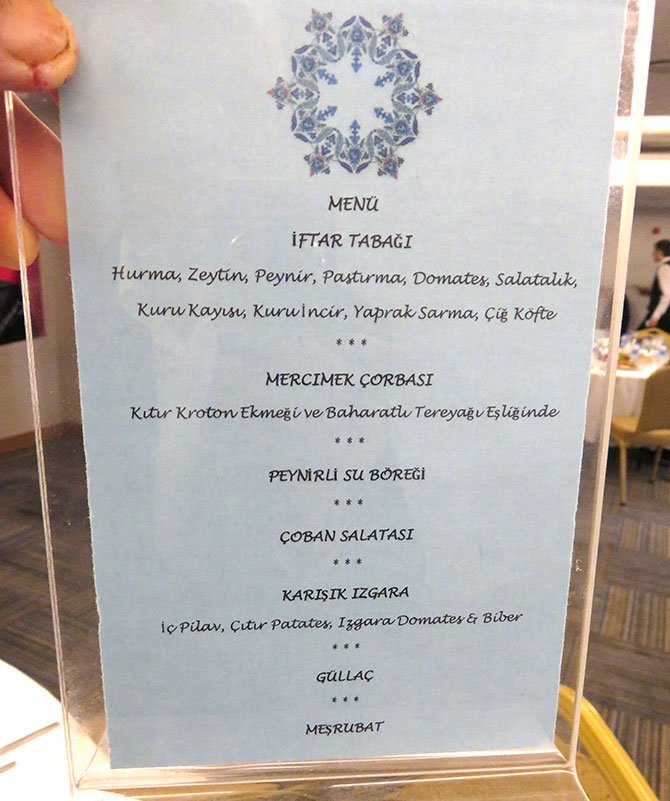 MENÜ
İFTAR TABAĞI
Hurma, Zeytin, Peynir, Pastırma, Domates, Salatalık,
Kuru Kayısı, Kuru İncir, Yaprak Sarma, Çiğ Köfte
* * *
MERCIMEK ÇORBASI
Kıtır Kroton Ekmeği ve Baharatlı Tereyağı Eşliğinde
* * *
PEYNİRLİ SU BÖREĞİ
* * *
ÇOBAN SALATASI
* * *
KARIŞIK IZGARA
İç Pilav, Çıtır Patates, Izgara Domates & Biber
* * *
GÜLLAÇ
* * *
MEŞRUBAT